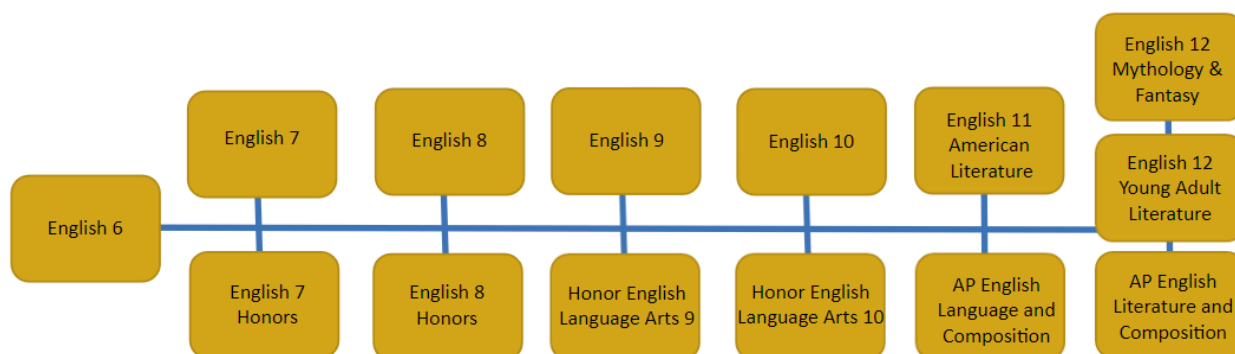 English 6
English 7
English 7
Honors
English 8
English 8
Honors
English 9
Honor English
Language Arts 9
English 10
Honor English
Language Arts 10
English 11
American
Literature
AP English
Language and
Composition
English 12
Mythology &
Fantasy
English 12
Young Adult
Literature
AP English
Literature and
Composition